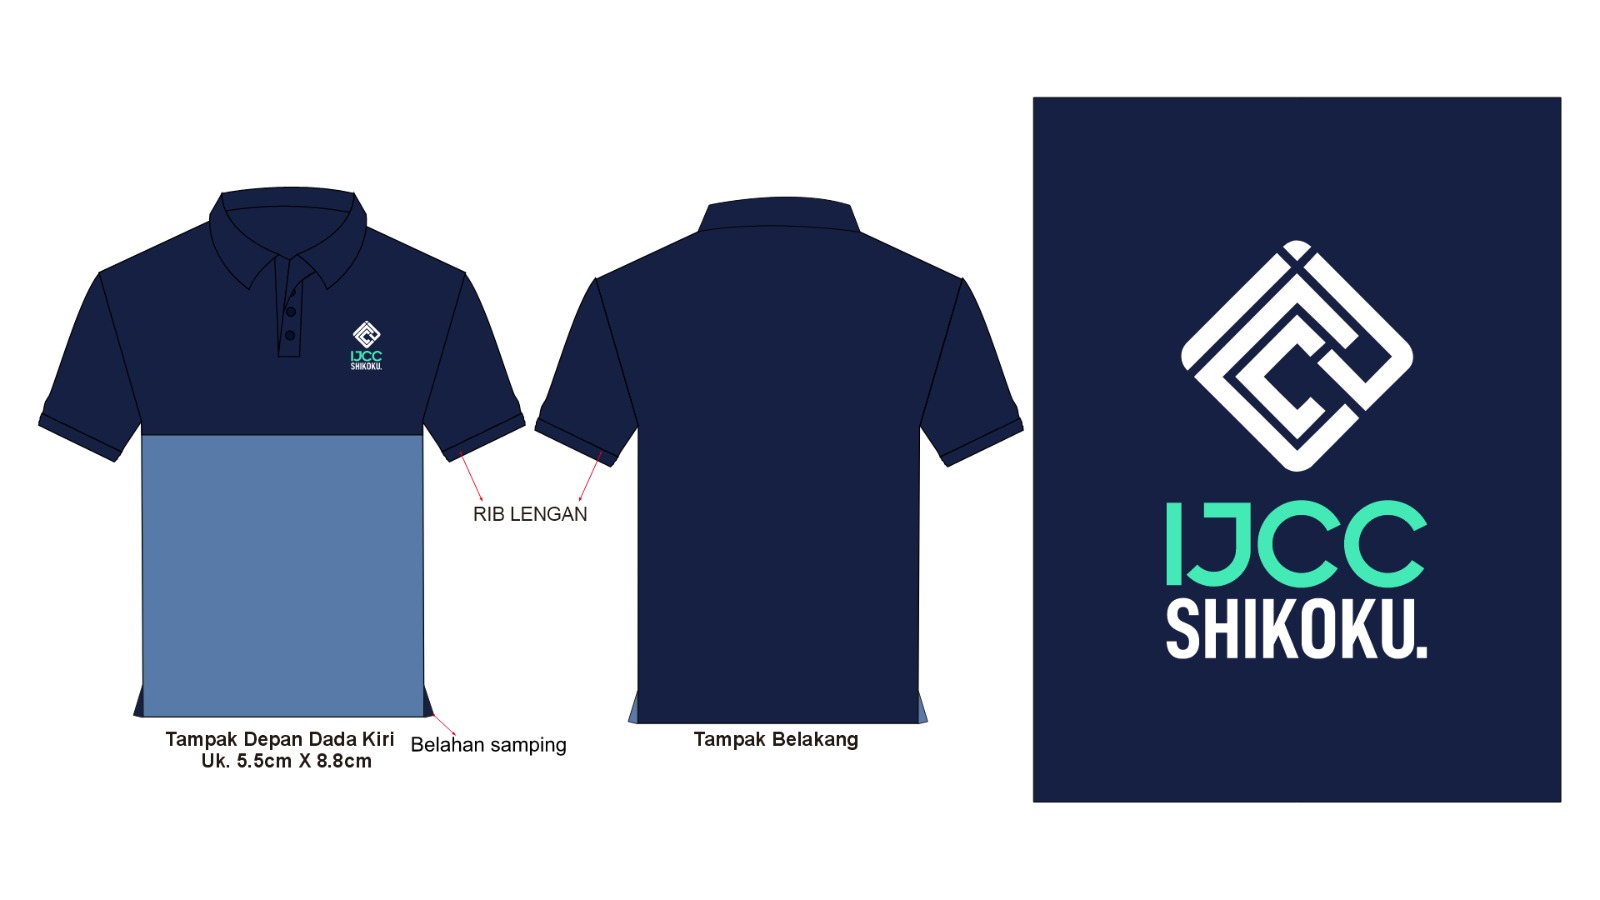 IJCC
SHIKOKU.
RIB LENGAN
Tampak Depan Dada Kiri
Uk. 5.5cm X 8.8cm
Belahan samping
Tampak Belakang
IJCC
SHIKOKU.